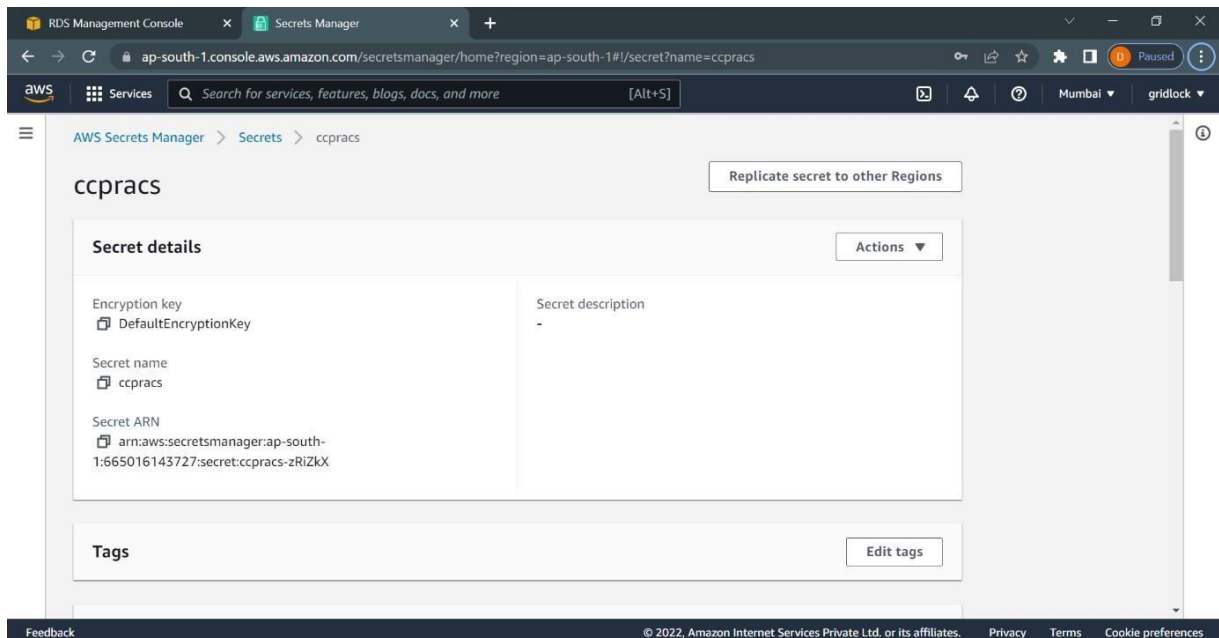 RDS Management Console
Secrets Manager
ap-south-1.console.aws.amazon.com/secretsmanager/home?region=ap-south-1#!/secret?name=ccpracs
D Paused
aws Services Search for services, features, blogs, docs, and more [Alt+S] Mumbai gridlock
AWS Secrets Manager > Secrets > ccpracs
ccpracs
Replicate secret to other Regions
Secret details
Actions
Encryption key
DefaultEncryptionKey
Secret name
ccpracs
Secret ARN
arn:aws:secretsmanager:ap-south-
1:665016143727:secret:ccpracs-zRiZkX
Secret description
-
Tags
Edit tags
Feedback © 2022, Amazon Internet Services Private Ltd. or its affiliates. Privacy Terms Cookie preferences